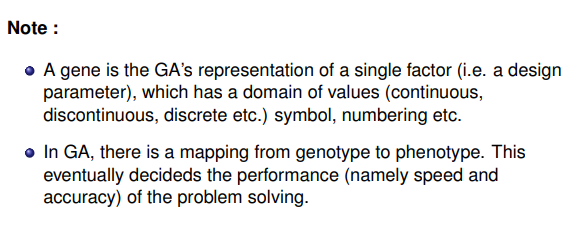 Note :
A gene is the GA's representation of a single factor (i.e. a design
parameter), which has a domain of values (continuous,
discontinuous, discrete etc.) symbol, numbering etc.
In GA, there is a mapping from genotype to phenotype. This
eventually decideds the performance (namely speed and
accuracy) of the problem solving.